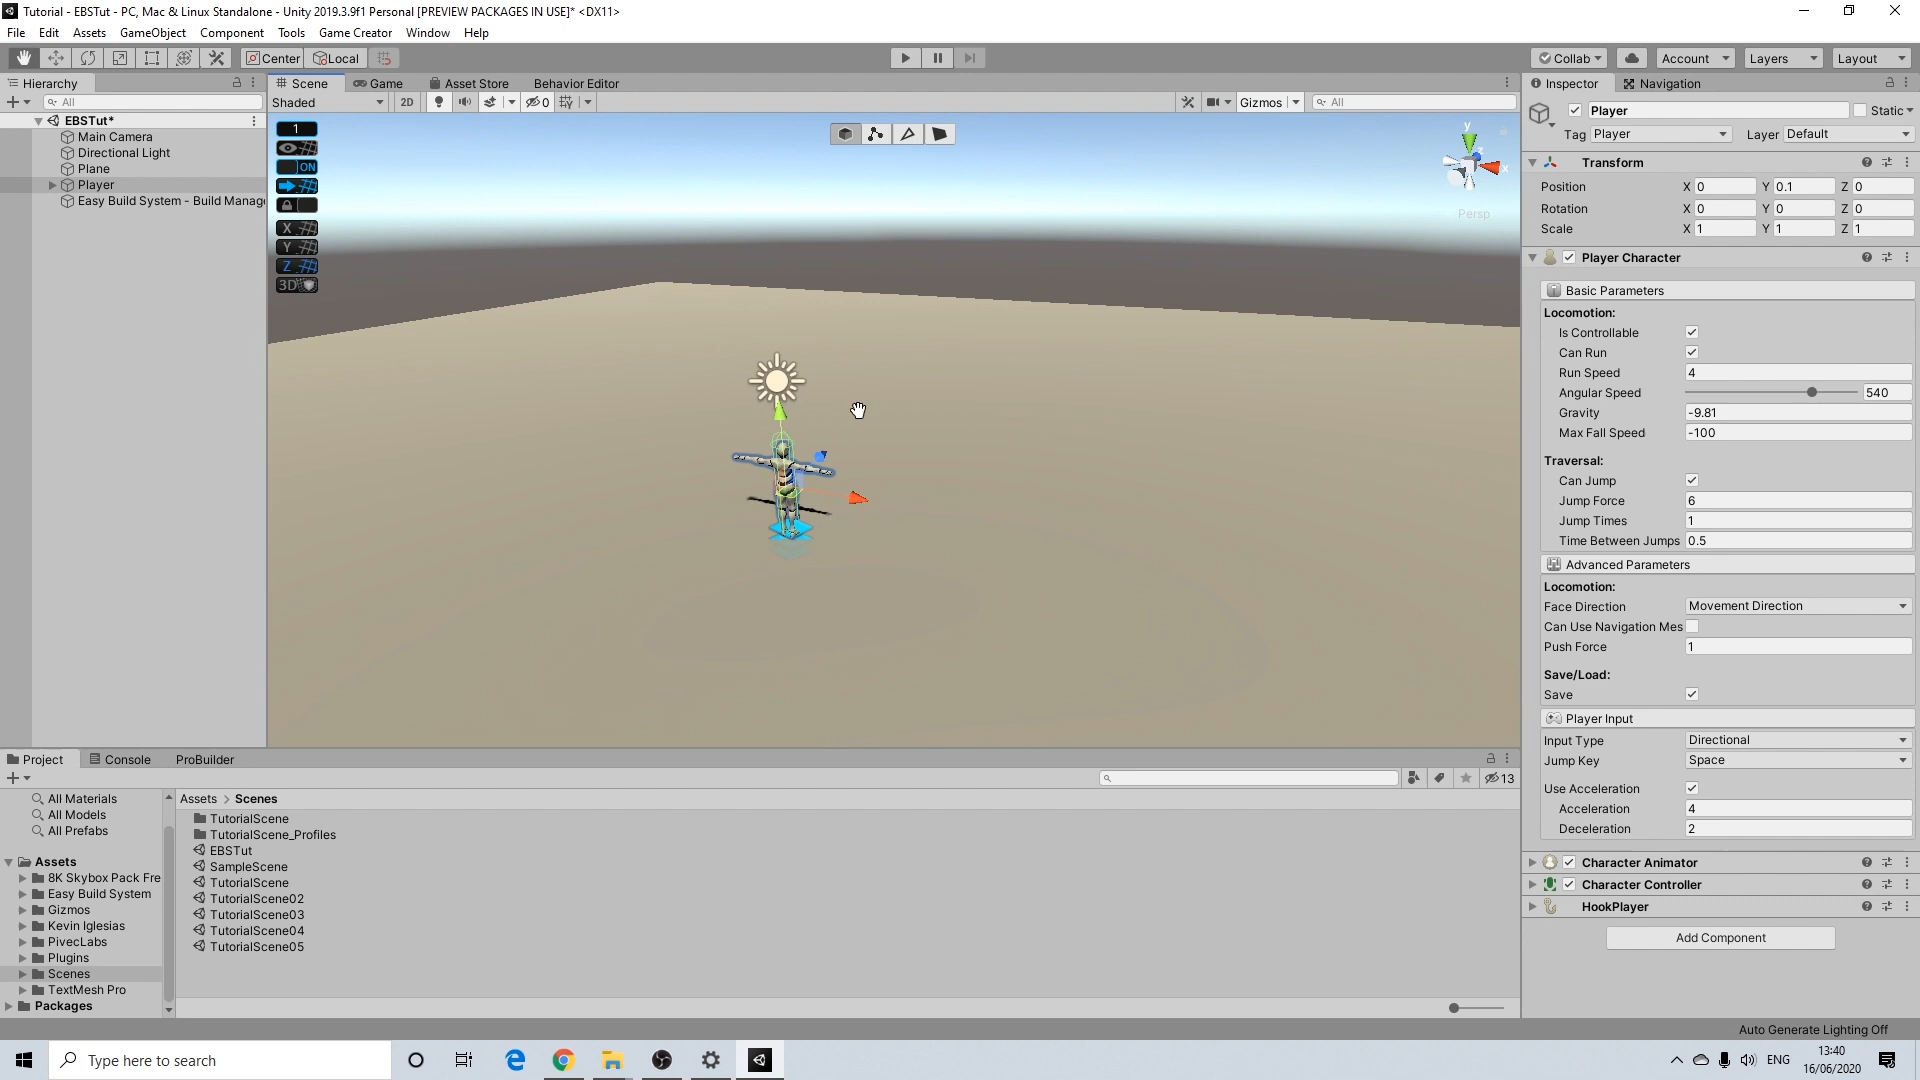 Tutorial - EBSTut - PC, Mac & Linux Standalone - Unity 2019.3.9f1 Personal [PREVIEW PACKAGES IN USE]* <DX11>
File Edit Assets GameObject Component Tools Game Creator Window Help
Center Local Collab Account Layers Layout
Hierarchy Scene Game Asset Store Behavior Editor Inspector Navigation
All Shaded 2D 0 Gizmos All
EBSTut*
Main Camera
Directional Light
Plane
Player
Easy Build System - Build Manag
1
ON
X
Y
Z
3D
y
x
Persp
Player Static
Tag Player Layer Default
Transform
Position X 0 Y 0.1 Z 0
Rotation X 0 Y 0 Z 0
Scale X 1 Y 1 Z 1
Player Character
Basic Parameters
Locomotion:
Is Controllable
Can Run
Run Speed 4
Angular Speed 540
Gravity -9.81
Max Fall Speed -100
Traversal:
Can Jump
Jump Force 6
Jump Times 1
Time Between Jumps 0.5
Advanced Parameters
Locomotion:
Face Direction Movement Direction
Can Use Navigation Mes
Push Force 1
Save/Load:
Save
Player Input
Input Type Directional
Jump Key Space
Use Acceleration
Acceleration 4
Deceleration 2
Character Animator
Character Controller
HookPlayer
Add Component
Project Console ProBuilder
13
All Materials
All Models
All Prefabs
Assets
8K Skybox Pack Fre
Easy Build System
Gizmos
Kevin Iglesias
PivecLabs
Plugins
Scenes
TextMesh Pro
Packages
Assets > Scenes
TutorialScene
TutorialScene_Profiles
EBSTut
SampleScene
TutorialScene
TutorialScene02
TutorialScene03
TutorialScene04
TutorialScene05
Auto Generate Lighting Off
Type here to search
ENG
13:40
16/06/2020